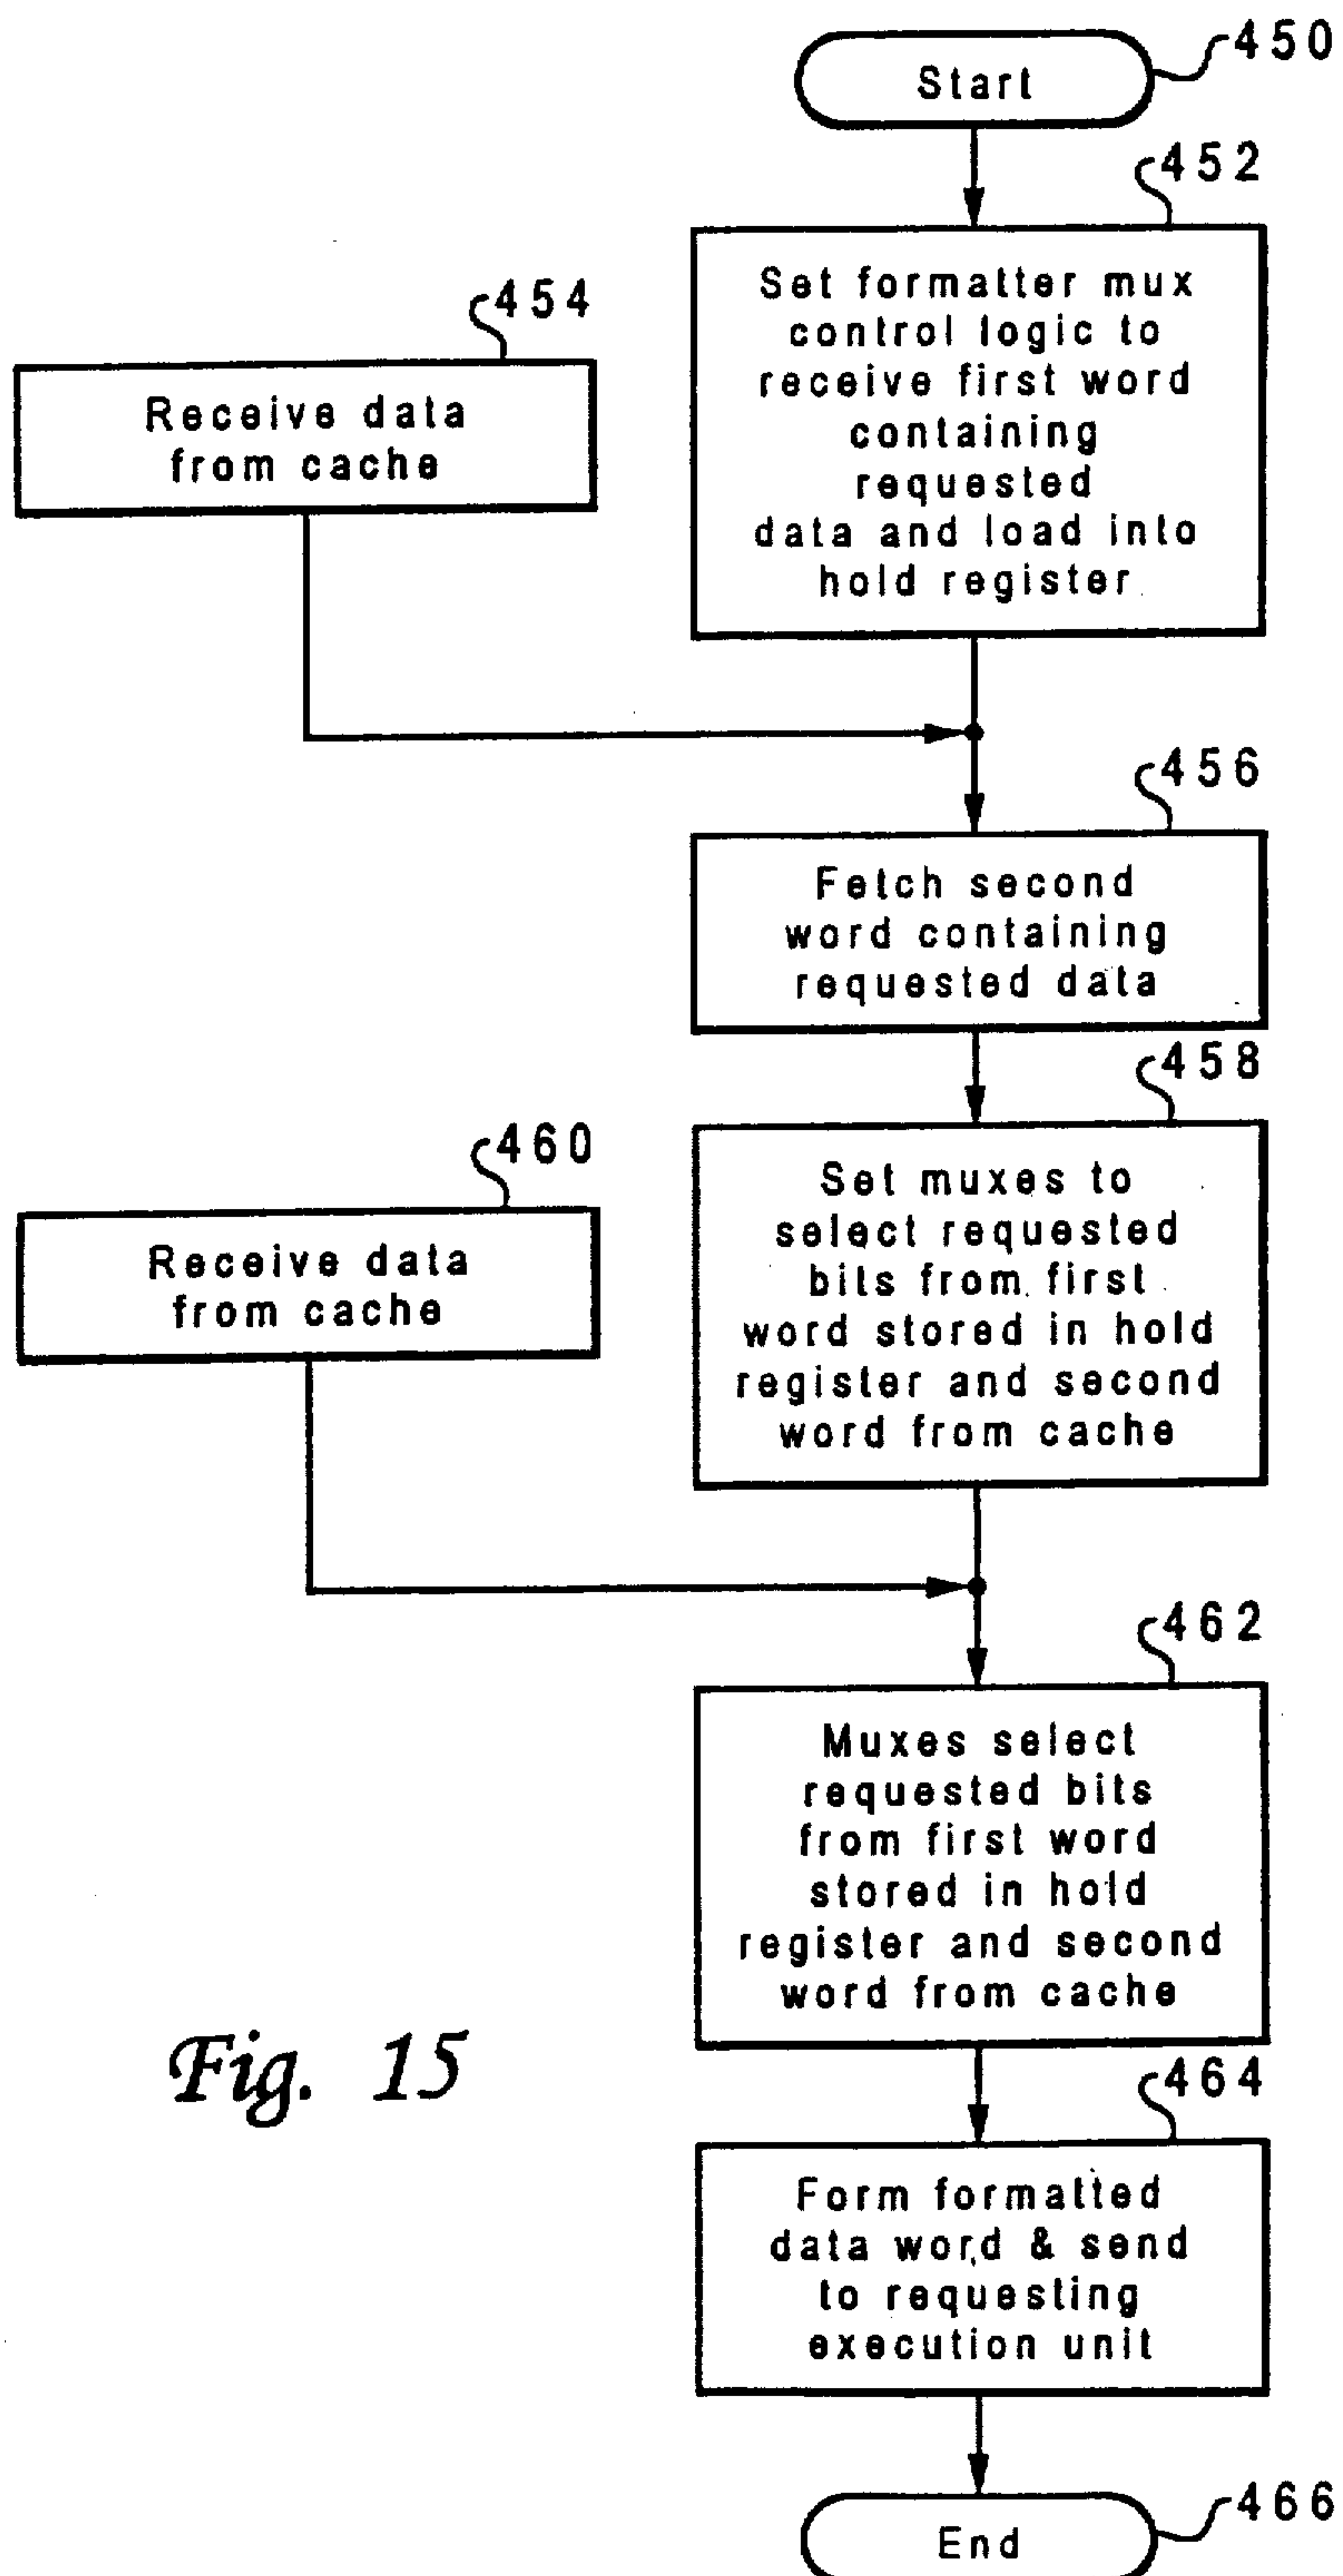 450
Start
452
Set formatter mux
control logic to
receive first word
containing
requested
data and load into
hold register
454
Receive data
from cache
456
Fetch second
word containing
requested data
458
Set muxes to
select requested
bits from first
word stored in hold
register and second
word from cache
460
Receive data
from cache
462
Muxes select
requested bits
from first word
stored in hold
register and second
word from cache
464
Form formatted
data word & send
to requesting
execution unit
466
End
Fig. 15